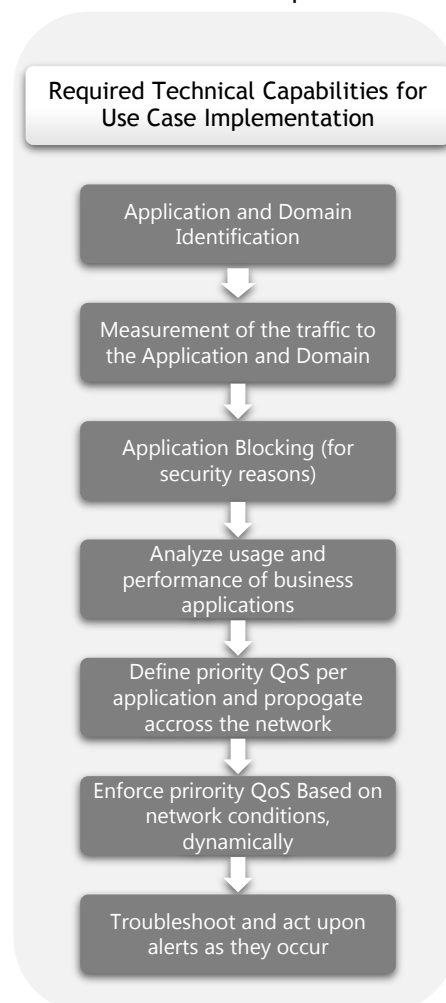 Required Technical Capabilities for
Use Case Implementation
Application and Domain
Identification
Measurement of the traffic to
the Application and Domain
Application Blocking (for
security reasons)
Analyze usage and
performance of business
applications
Define priority QoS per
application and propogate
accross the network
Enforce prirority QoS Based on
network conditions,
dynamically
Troubleshoot and act upon
alerts as they occur